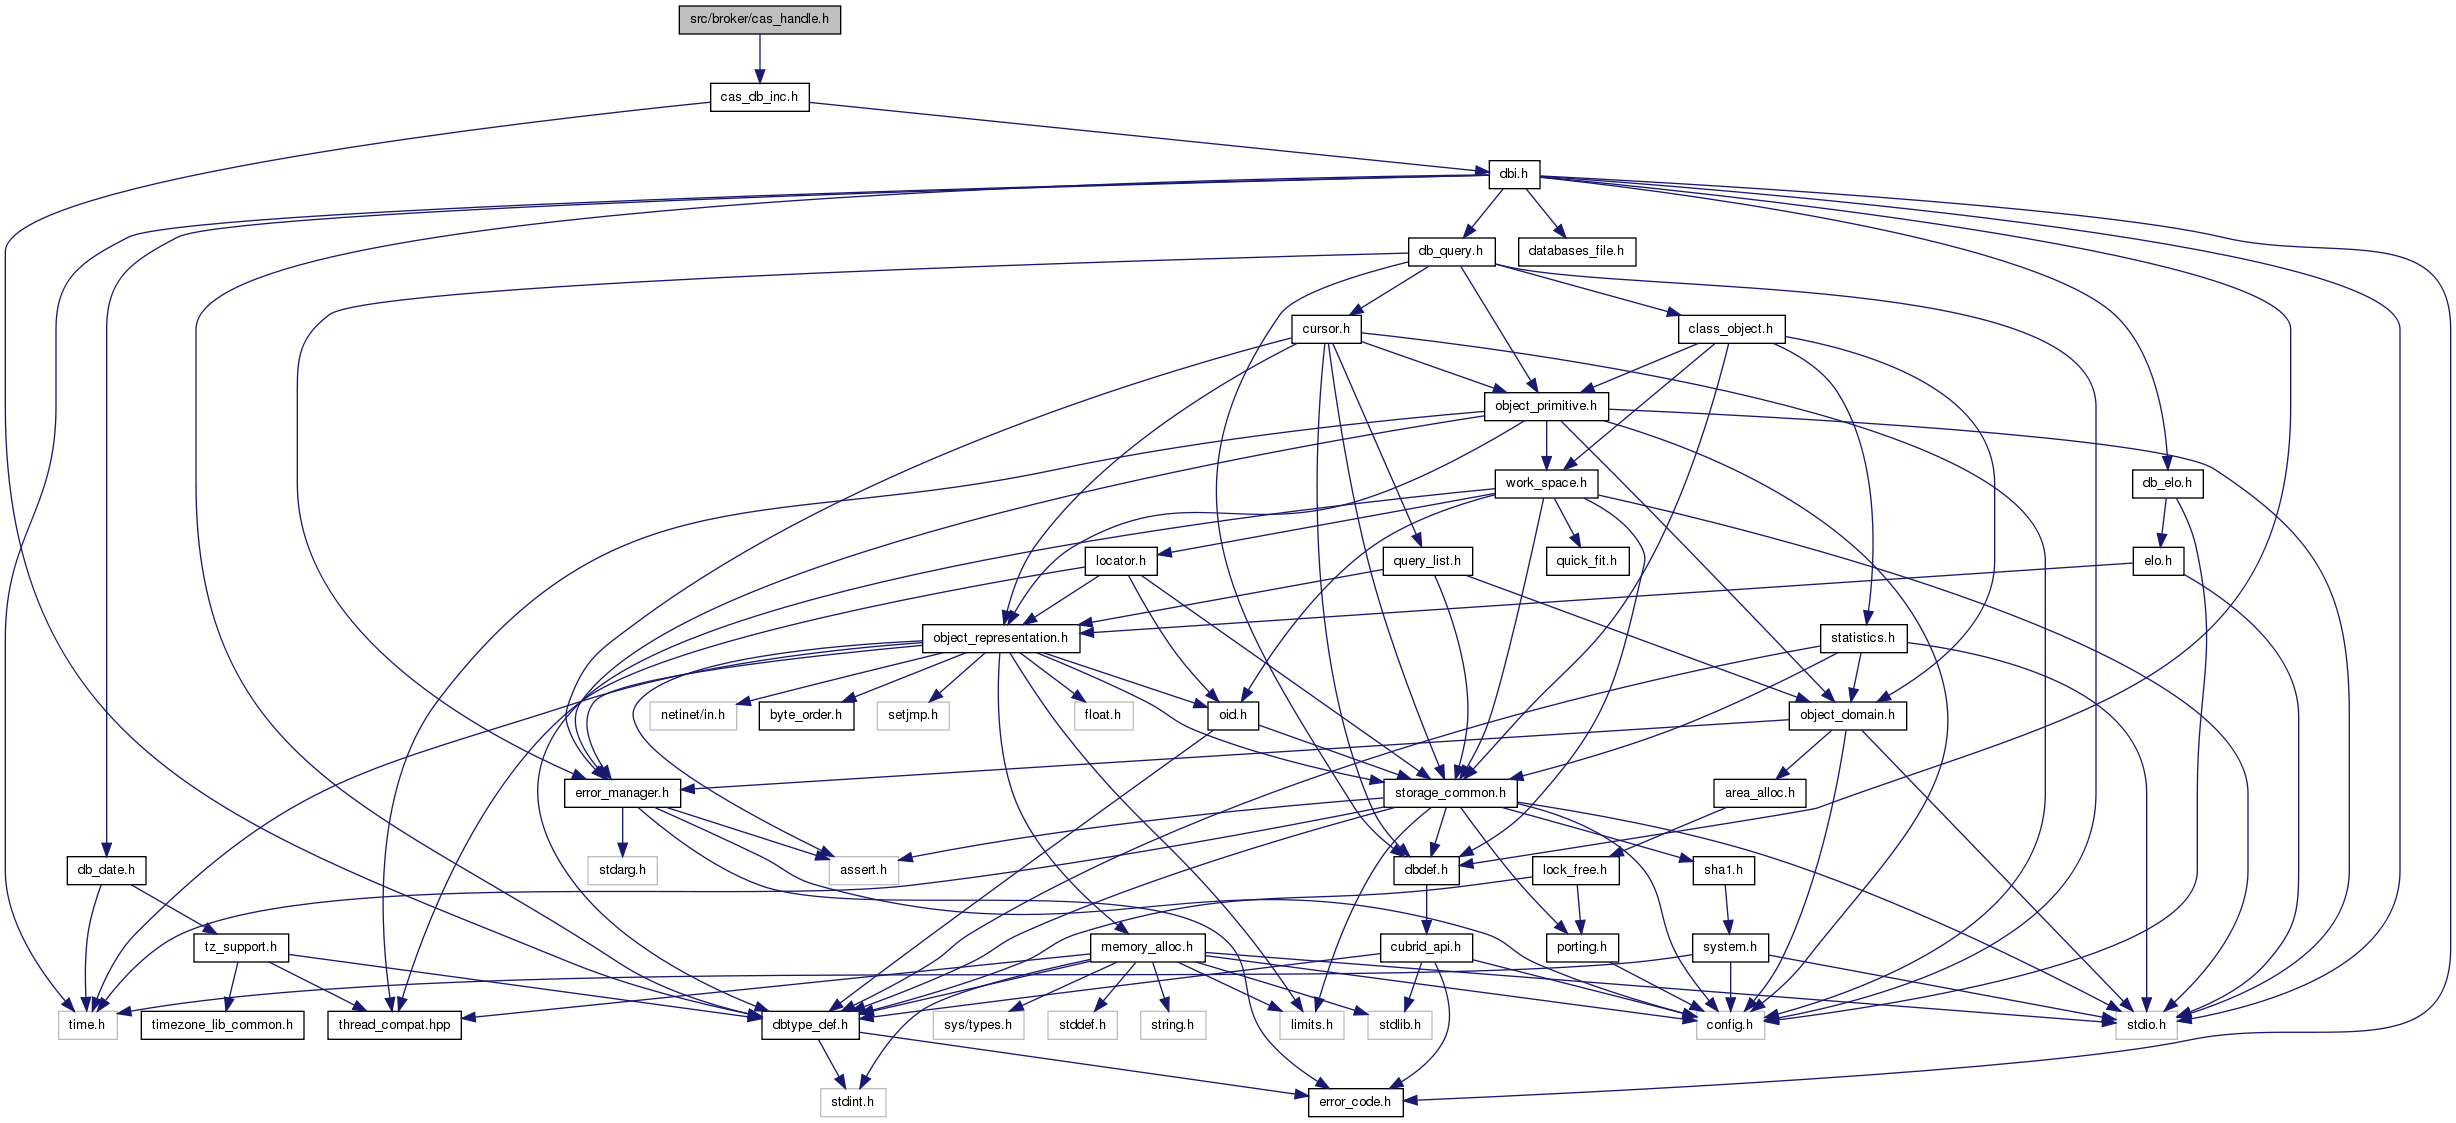 src/broker/cas_handle.h
cas_db_inc.h
dbi.h
db_query.h
databases_file.h
cursor.h
class_object.h
object_primitive.h
work_space.h
db_elo.h
locator.h
query_list.h
quick_fit.h
elo.h
object_representation.h
statistics.h
netinet/in.h
byte_order.h
setjmp.h
float.h
oid.h
object_domain.h
error_manager.h
storage_common.h
area_alloc.h
db_date.h
stdarg.h
assert.h
dbdef.h
lock_free.h
sha1.h
tz_support.h
memory_alloc.h
cubrid_api.h
porting.h
system.h
time.h
timezone_lib_common.h
thread_compat.hpp
dbtype_def.h
sys/types.h
stddef.h
string.h
limits.h
stdlib.h
config.h
stdio.h
stdint.h
error_code.h